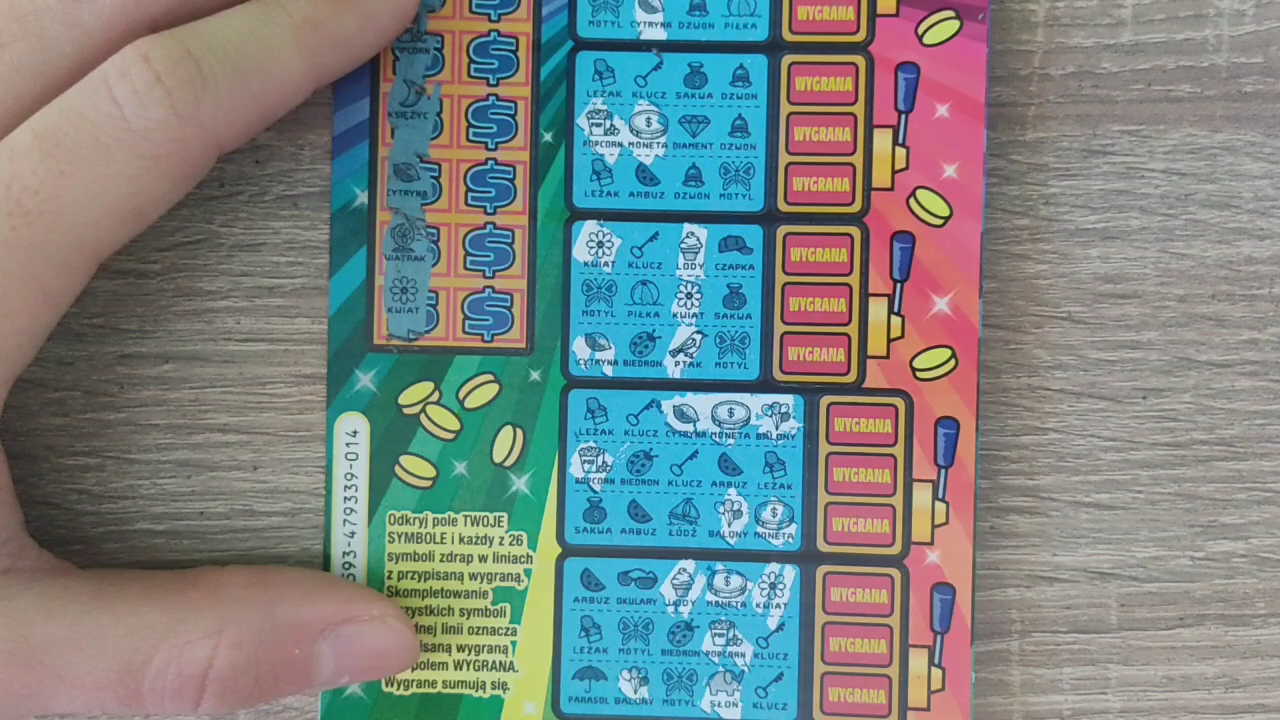 MOTYL CYTRYNA DZWON PIŁKA
WYGRANA
LEŻAK KLUCZ SAKWA DZWON
WYGRANA
POPCORN MONETA DIAMENT DZWON
WYGRANA
LEŻAK ARBUZ DZWON MOTYL
WYGRANA
KWIAT KLUCZ LODY CZAPKA
WYGRANA
MOTYL PIŁKA KWIAT SAKWA
WYGRANA
CYTRYNA BIEDRON PTAK MOTYL
WYGRANA
LEŻAK KLUCZ CYTRYNA MONETA BALONY
WYGRANA
POPCORN BIEDRON KLUCZ ARBUZ LEŻAK
WYGRANA
SAKWA ARBUZ ŁÓDŹ BALONY MONETA
WYGRANA
ARBUZ OKULARY LODY MONETA KWIAT
WYGRANA
LEŻAK MOTYL BIEDRON POPCORN KLUCZ
WYGRANA
PARASOL BALONY MOTYL SŁOŃ KLUCZ
WYGRANA
POPCORN
KSIĘŻYC
CYTRYNA
WIATRAK
KWIAT
593-479339-014
Odkryj pole TWOJE
SYMBOLE i każdy z 26
symboli zdrap w liniach
z przypisaną wygraną.
Skompletowanie
zystkich symboli
nej linii oznacza
isaną wygraną
polem WYGRANA.
Wygrane sumują się.